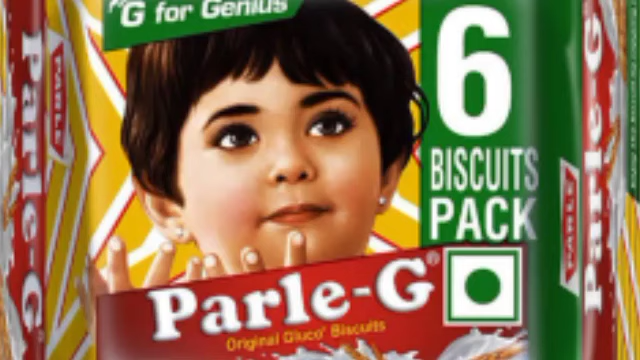 "G for Genius
6
BISCUITS
PACK
Parle-G®
Original Gluco® Biscuits
Parle-G
PARLE
Parle-G
PARLE